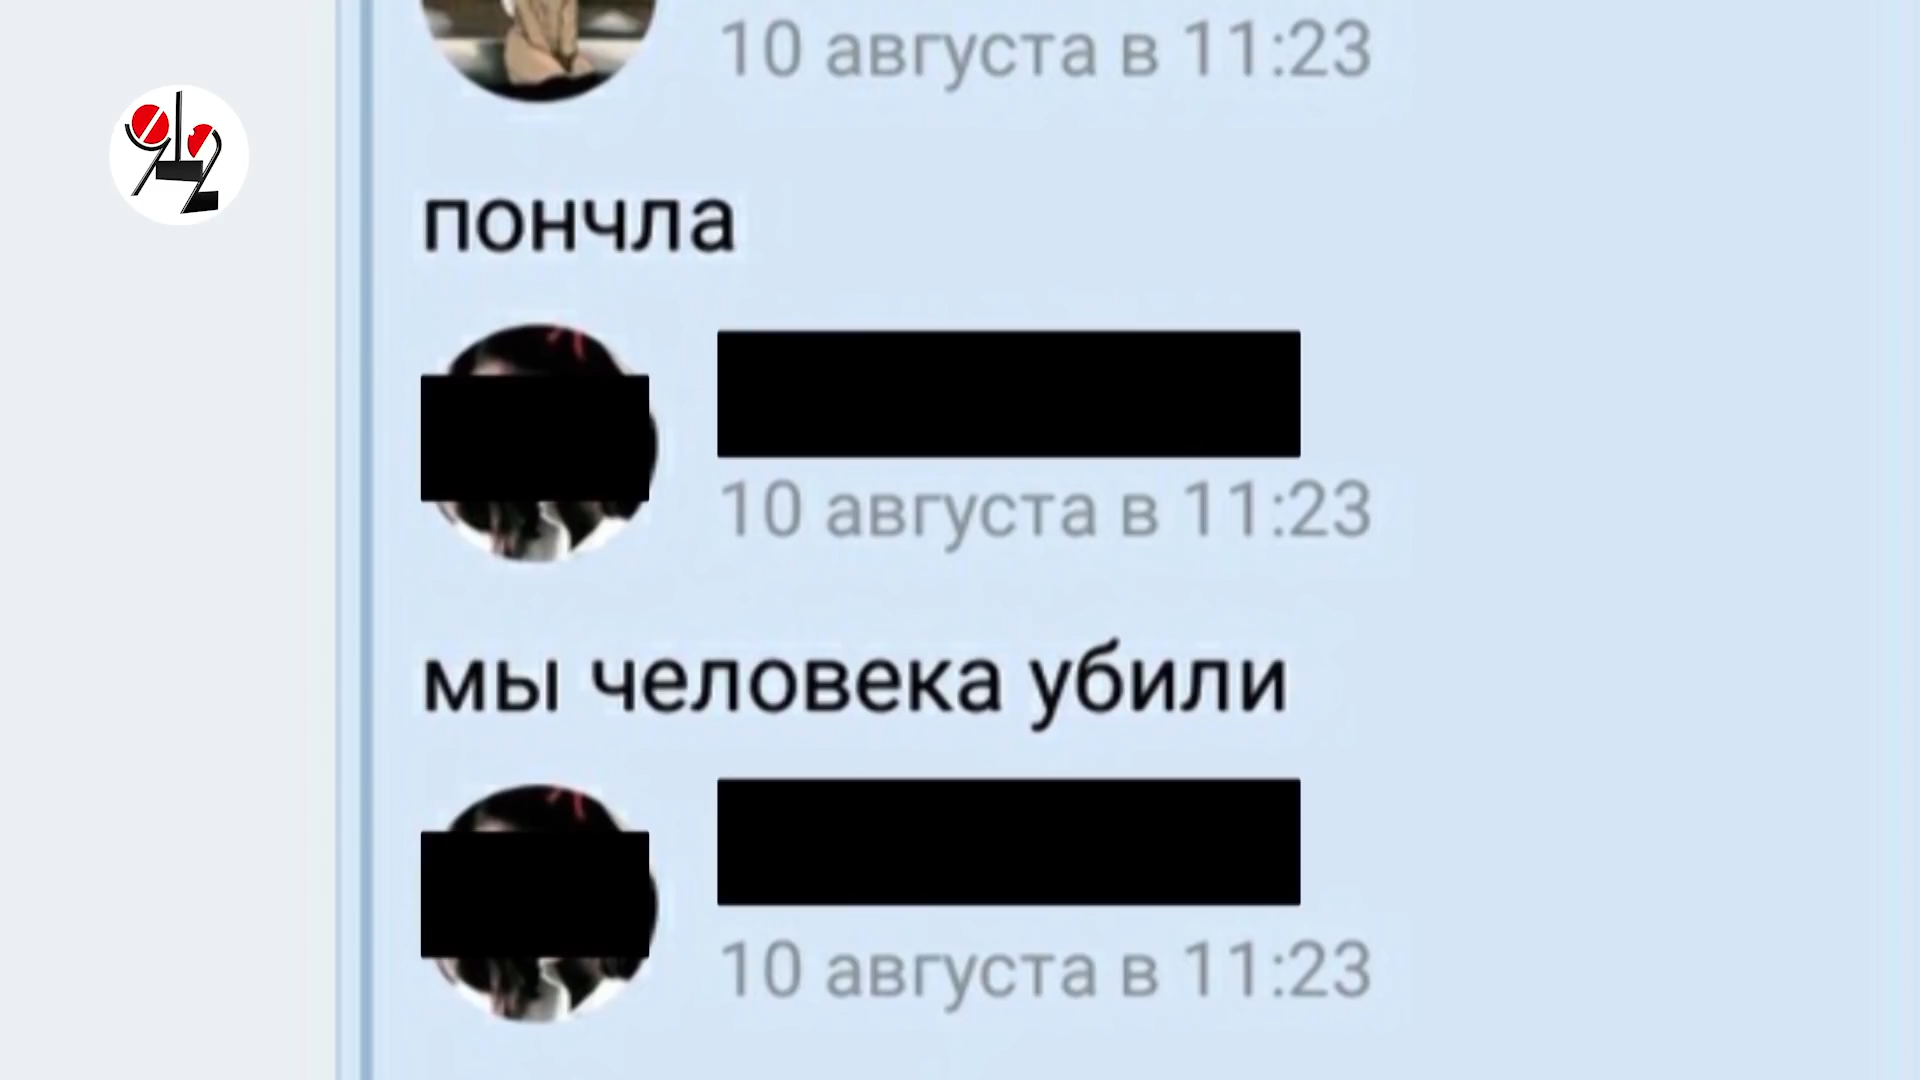 10 августа в 11:23
пончла
10 августа в 11:23
мы человека убили
10 августа в 11:23